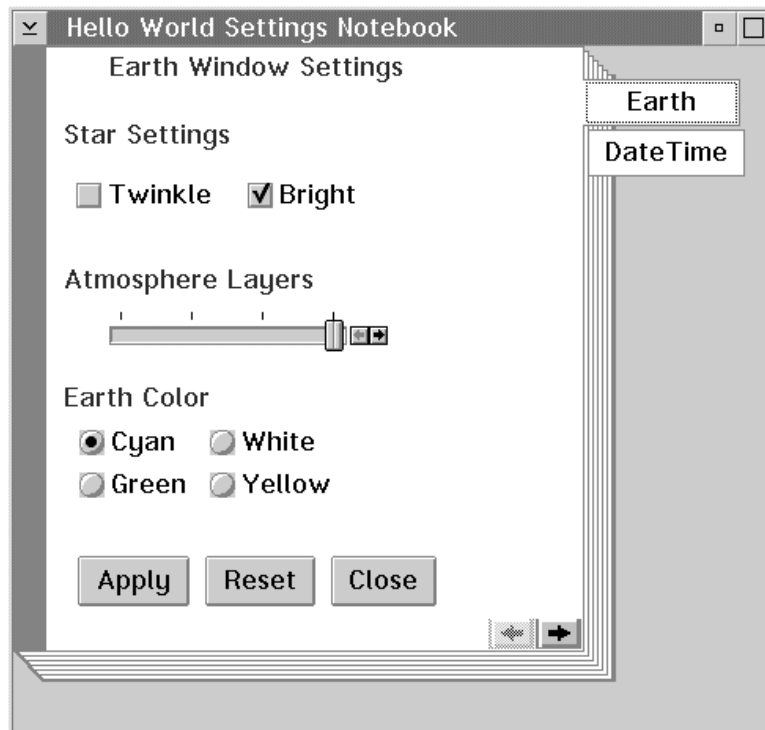 Hello World Settings Notebook
Earth Window Settings
Earth
DateTime
Star Settings
Twinkle Bright
Atmosphere Layers
Earth Color
Cyan White
Green Yellow
Apply Reset Close